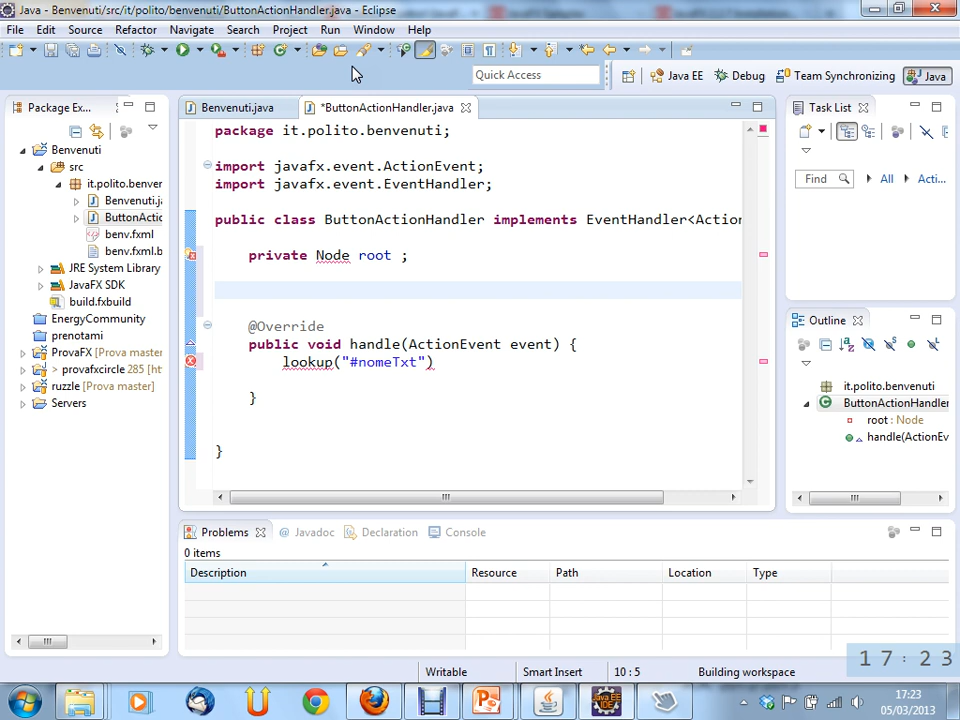 Java - Benvenuti/src/it/polito/benvenuti/ButtonActionHandler.java - Eclipse
File Edit Source Refactor Navigate Search Project Run Window Help
Quick Access
Java EE
Debug
Team Synchronizing
Java
Package Ex...
Benvenuti
src
it.polito.benver
Benvenuti.ja
ButtonActio
benv.fxml
benv.fxml.b
JRE System Library
JavaFX SDK
build.fxbuild
EnergyCommunity
prenotami
ProvaFX [Prova master
> provafxcircle 285 [ht
ruzzle [Prova master]
Servers
Benvenuti.java
*ButtonActionHandler.java
package it.polito.benvenuti;
import javafx.event.ActionEvent;
import javafx.event.EventHandler;
public class ButtonActionHandler implements EventHandler<Action
private Node root ;
@Override
public void handle(ActionEvent event) {
lookup("#nomeTxt")
}
}
Task List
Find
All
Acti...
Outline
it.polito.benvenuti
ButtonActionHandler
root : Node
handle(ActionEv
Problems
@ Javadoc
Declaration
Console
0 items
Description Resource Path Location Type
17:23
Writable Smart Insert 10 : 5 Building workspace
Java EE IDE
17:23
05/03/2013